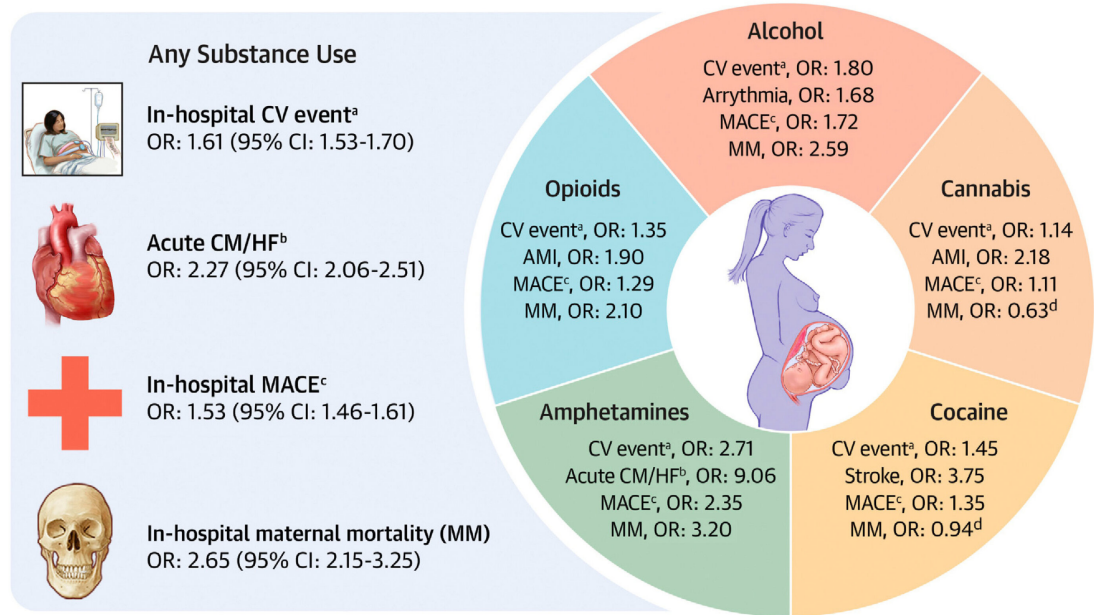 Any Substance Use
In-hospital CV eventᵃ
OR: 1.61 (95% CI: 1.53-1.70)
Acute CM/HFᵇ
OR: 2.27 (95% CI: 2.06-2.51)
In-hospital MACEᶜ
OR: 1.53 (95% CI: 1.46-1.61)
In-hospital maternal mortality (MM)
OR: 2.65 (95% CI: 2.15-3.25)
Alcohol
CV eventᵃ, OR: 1.80
Arrythmia, OR: 1.68
MACEᶜ, OR: 1.72
MM, OR: 2.59
Opioids
CV eventᵃ, OR: 1.35
AMI, OR: 1.90
MACEᶜ, OR: 1.29
MM, OR: 2.10
Cannabis
CV eventᵃ, OR: 1.14
AMI, OR: 2.18
MACEᶜ, OR: 1.11
MM, OR: 0.63ᵈ
Amphetamines
CV eventᵃ, OR: 2.71
Acute CM/HFᵇ, OR: 9.06
MACEᶜ, OR: 2.35
MM, OR: 3.20
Cocaine
CV eventᵃ, OR: 1.45
Stroke, OR: 3.75
MACEᶜ, OR: 1.35
MM, OR: 0.94ᵈ